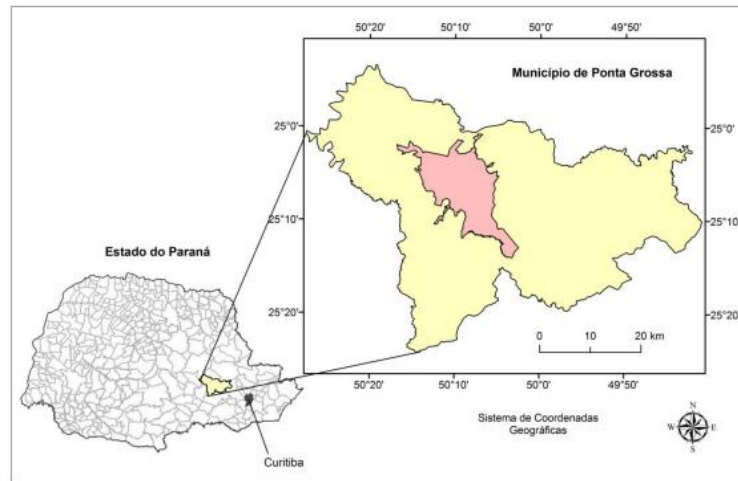 50°20' 50°10' 50°0' 49°50'
Município de Ponta Grossa
25°0' 25°0'
25°10' 25°10'
Estado do Paraná
25°20' 25°20'
0 10 20 km
50°20' 50°10' 50°0' 49°50'
Sistema de Coordenadas
Geográficas
N
W E
S
Curitiba